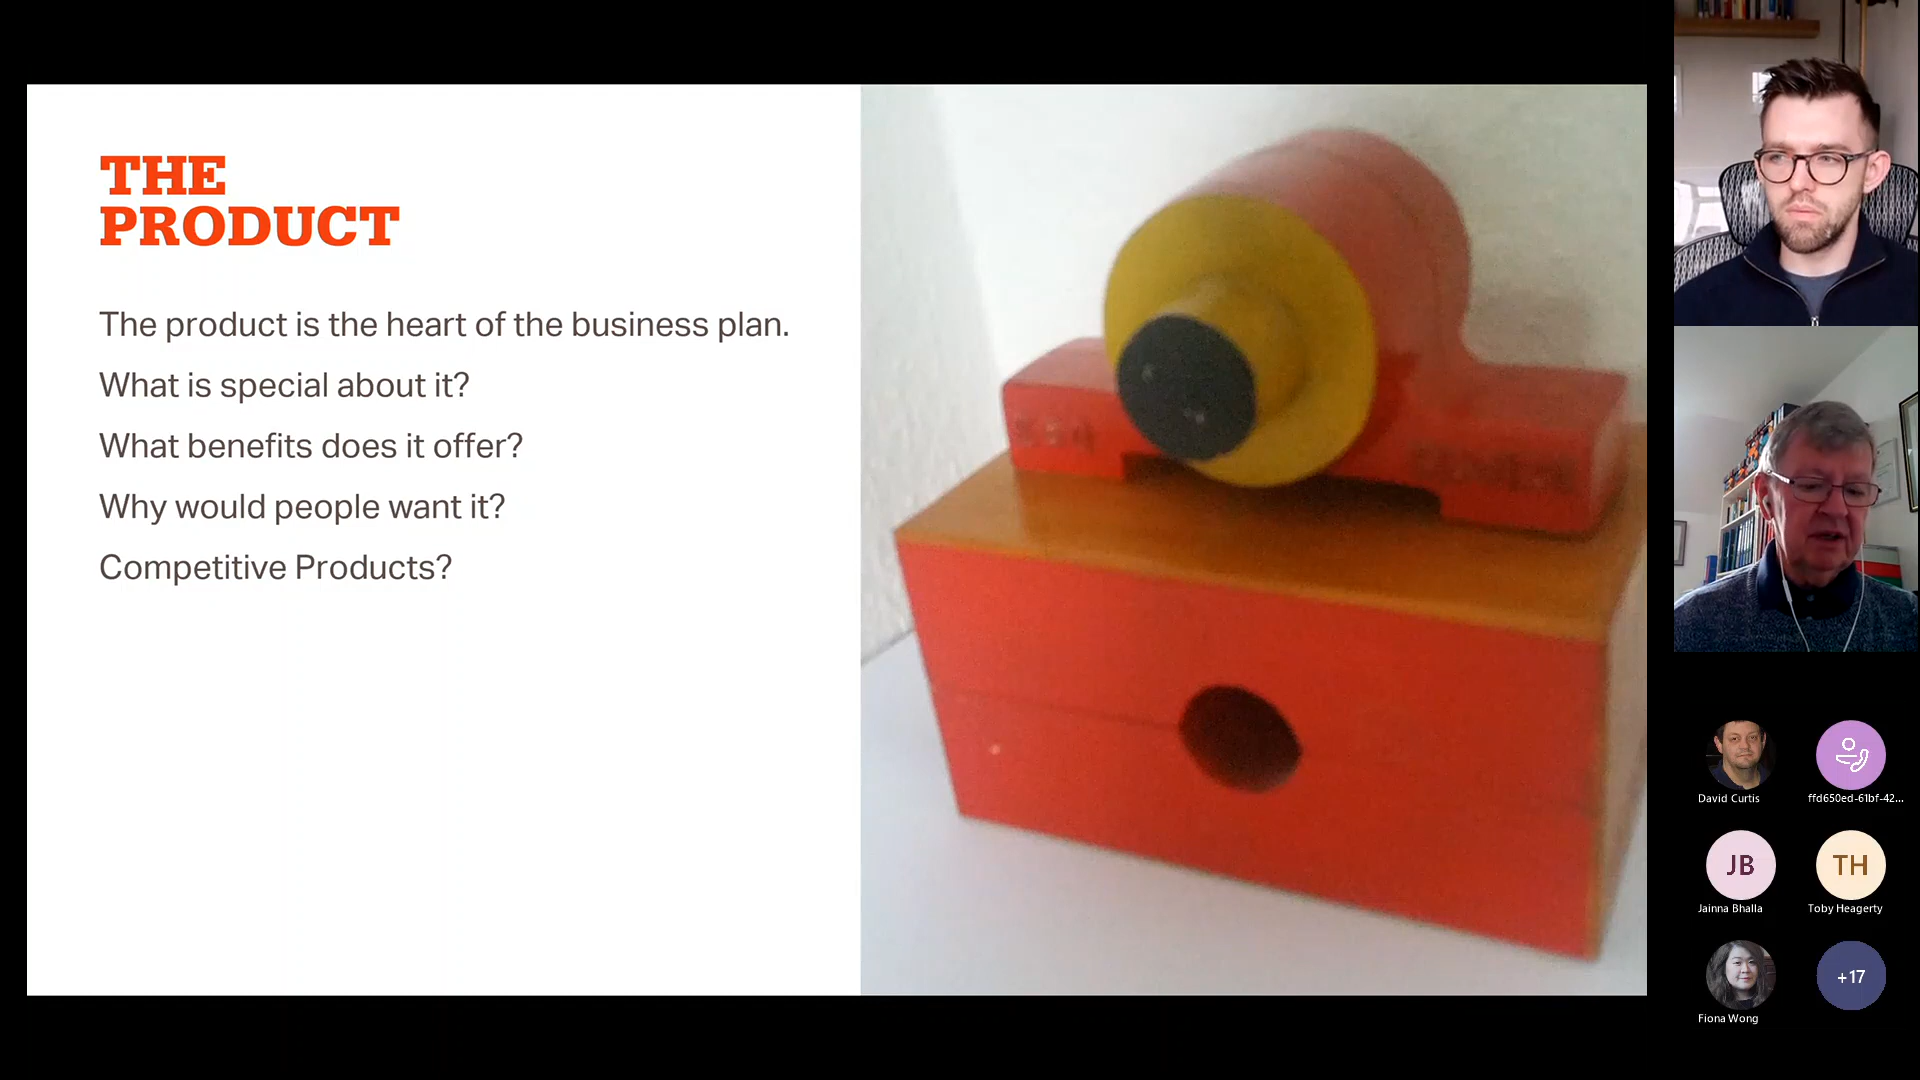 THE
PRODUCT
The product is the heart of the business plan.
What is special about it?
What benefits does it offer?
Why would people want it?
Competitive Products?
David Curtis
ffd650ed-61bf-42...
JB
Jainna Bhalla
TH
Toby Heagerty
Fiona Wong
+17